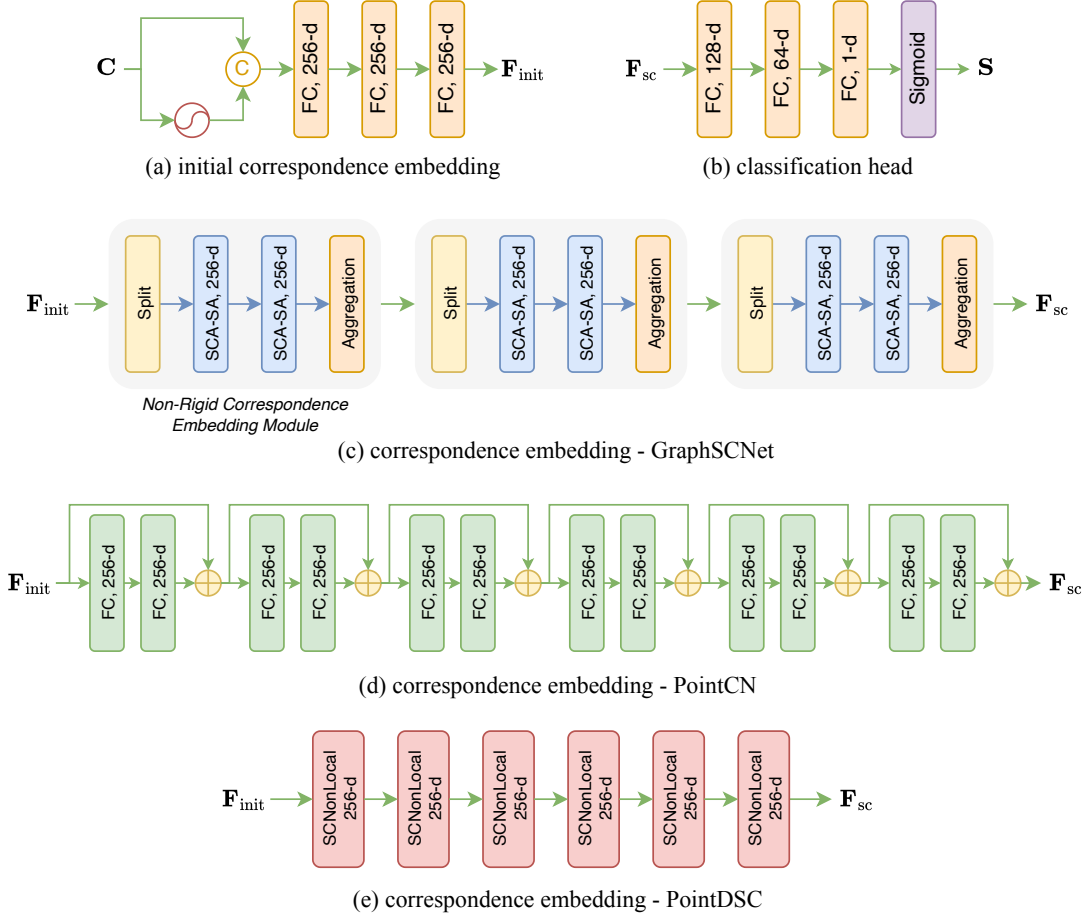 C
C
FC, 256-d
FC, 256-d
FC, 256-d
F_init
(a) initial correspondence embedding
F_sc
FC, 128-d
FC, 64-d
FC, 1-d
Sigmoid
S
(b) classification head
F_init
Split
SCA-SA, 256-d
SCA-SA, 256-d
Aggregation
Split
SCA-SA, 256-d
SCA-SA, 256-d
Aggregation
Split
SCA-SA, 256-d
SCA-SA, 256-d
Aggregation
F_sc
Non-Rigid Correspondence
Embedding Module
(c) correspondence embedding - GraphSCNet
F_init
FC, 256-d
FC, 256-d
FC, 256-d
FC, 256-d
FC, 256-d
FC, 256-d
FC, 256-d
FC, 256-d
FC, 256-d
FC, 256-d
FC, 256-d
FC, 256-d
F_sc
(d) correspondence embedding - PointCN
F_init
SCNonLocal
256-d
SCNonLocal
256-d
SCNonLocal
256-d
SCNonLocal
256-d
SCNonLocal
256-d
SCNonLocal
256-d
F_sc
(e) correspondence embedding - PointDSC